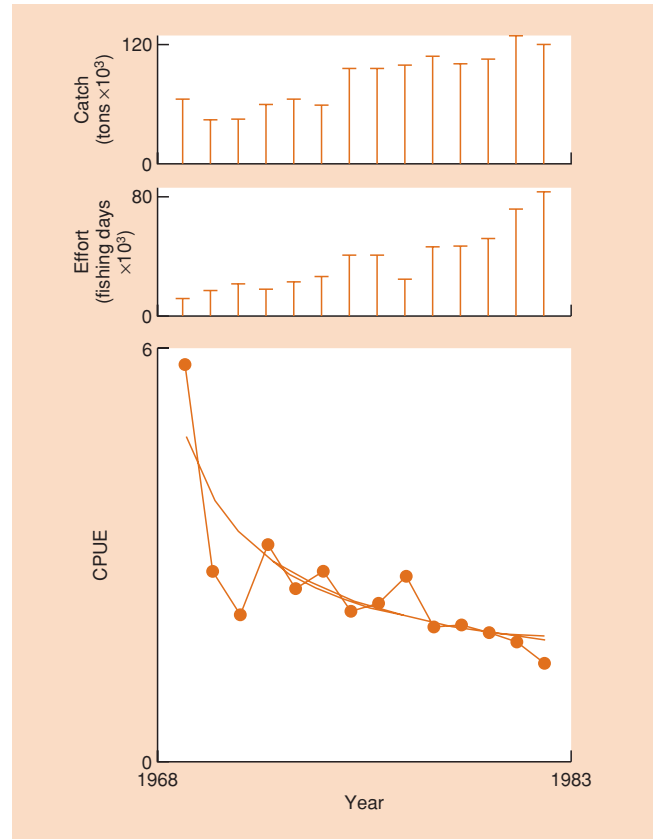 120
Catch
(tons ×10³)
0
80
Effort
(fishing days
×10³)
0
6
CPUE
0
1968
1983
Year